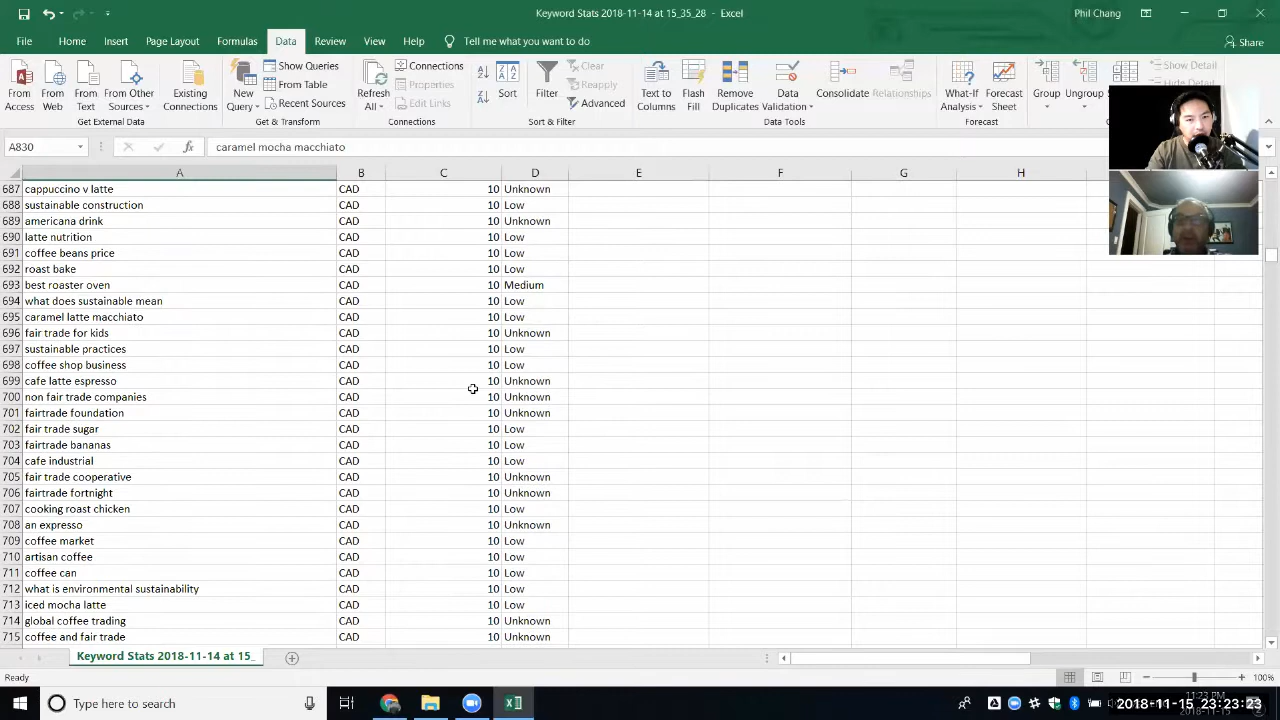 Keyword Stats 2018-11-14 at 15_35_28 - Excel
Phil Chang
File Home Insert Page Layout Formulas Data Review View Help Tell me what you want to do Share
From Access
From Web
From Text
From Other Sources
Existing Connections
Get External Data
New Query
Show Queries
From Table
Recent Sources
Get & Transform
Refresh All
Connections
Properties
Edit Links
Connections
Sort
Filter
Clear
Reapply
Advanced
Sort & Filter
Text to Columns
Flash Fill
Remove Duplicates
Data Validation
Consolidate
Relationships
Data Tools
What-If Analysis
Forecast Sheet
Forecast
Group
Ungroup
Show Detail
Hide Detail
A830 fx caramel mocha macchiato
A B C D E F G H
687 cappuccino v latte CAD 10 Unknown
688 sustainable construction CAD 10 Low
689 americana drink CAD 10 Unknown
690 latte nutrition CAD 10 Low
691 coffee beans price CAD 10 Low
692 roast bake CAD 10 Low
693 best roaster oven CAD 10 Medium
694 what does sustainable mean CAD 10 Low
695 caramel latte macchiato CAD 10 Low
696 fair trade for kids CAD 10 Unknown
697 sustainable practices CAD 10 Low
698 coffee shop business CAD 10 Low
699 cafe latte espresso CAD 10 Unknown
700 non fair trade companies CAD 10 Unknown
701 fairtrade foundation CAD 10 Unknown
702 fair trade sugar CAD 10 Low
703 fairtrade bananas CAD 10 Low
704 cafe industrial CAD 10 Low
705 fair trade cooperative CAD 10 Unknown
706 fairtrade fortnight CAD 10 Unknown
707 cooking roast chicken CAD 10 Low
708 an expresso CAD 10 Unknown
709 coffee market CAD 10 Low
710 artisan coffee CAD 10 Low
711 coffee can CAD 10 Low
712 what is environmental sustainability CAD 10 Low
713 iced mocha latte CAD 10 Low
714 global coffee trading CAD 10 Unknown
715 coffee and fair trade CAD 10 Unknown
Keyword Stats 2018-11-14 at 15_
Ready
100%
Type here to search
11:23 PM
2018-11-15 23:23:23
2018-11-15